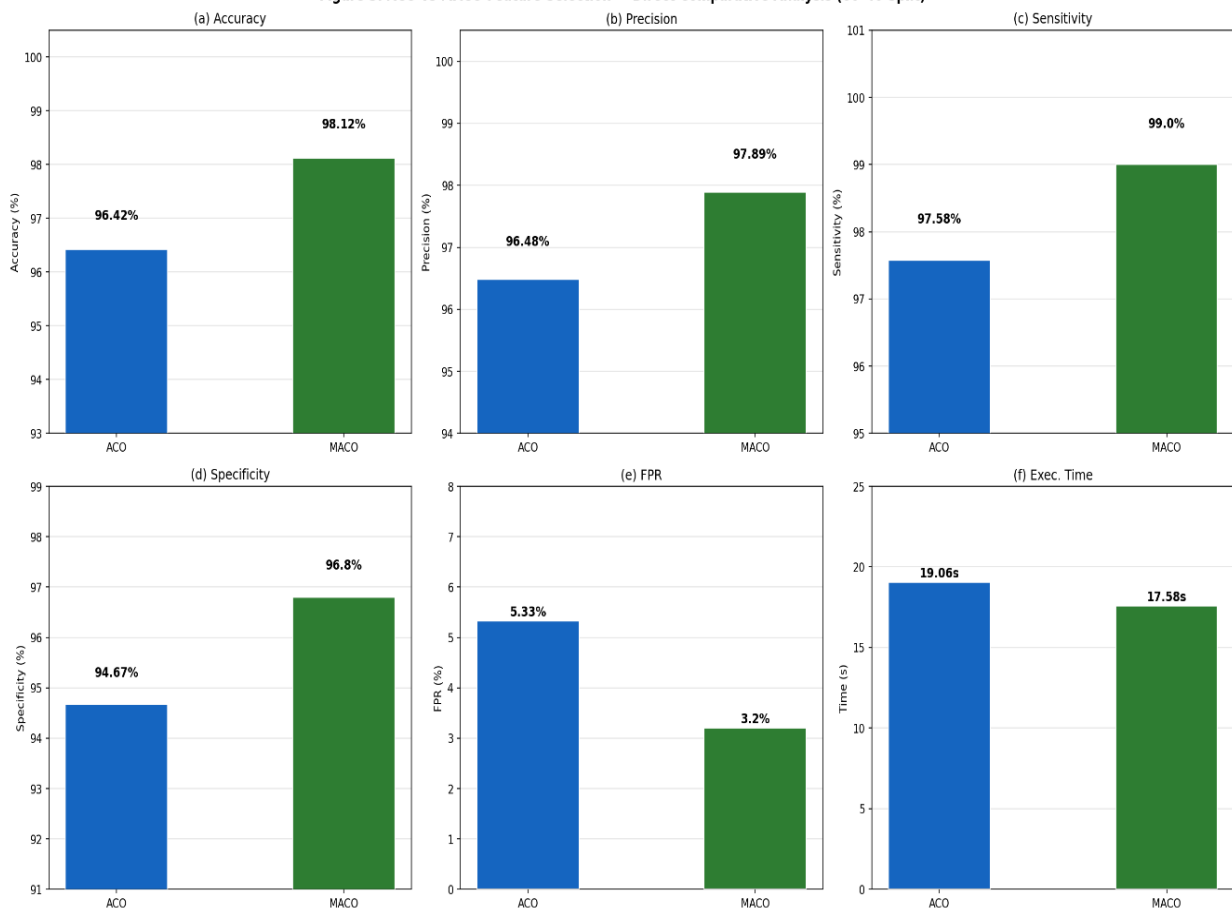 (a) Accuracy
(b) Precision
(c) Sensitivity
Accuracy (%)
100
99
98
97
96
95
94
93
96.42%
98.12%
ACO
MACO
Precision (%)
100
99
98
97
96
95
94
96.48%
97.89%
ACO
MACO
Sensitivity (%)
101
100
99
98
97
96
95
97.58%
99.0%
ACO
MACO
(d) Specificity
(e) FPR
(f) Exec. Time
Specificity (%)
99
98
97
96
95
94
93
92
91
94.67%
96.8%
ACO
MACO
FPR (%)
8
7
6
5
4
3
2
1
0
5.33%
3.2%
ACO
MACO
Time (s)
25
20
15
10
5
0
19.06s
17.58s
ACO
MACO